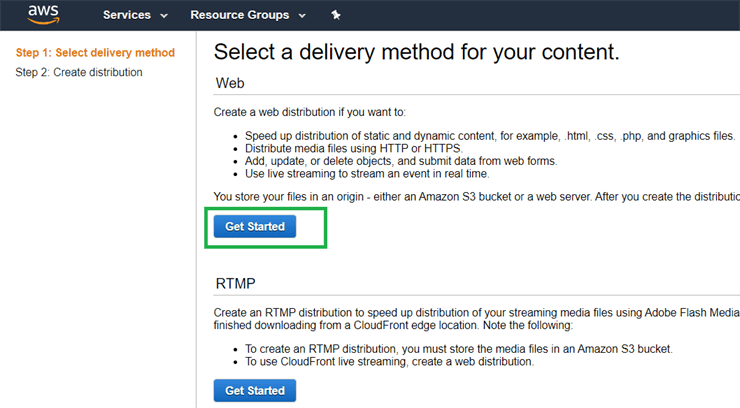 aws Services Resource Groups
Step 1: Select delivery method
Step 2: Create distribution
Select a delivery method for your content.
Web
Create a web distribution if you want to:
Speed up distribution of static and dynamic content, for example, .html, .css, .php, and graphics files.
Distribute media files using HTTP or HTTPS.
Add, update, or delete objects, and submit data from web forms.
Use live streaming to stream an event in real time.
You store your files in an origin - either an Amazon S3 bucket or a web server. After you create the distributio
Get Started
RTMP
Create an RTMP distribution to speed up distribution of your streaming media files using Adobe Flash Media
finished downloading from a CloudFront edge location. Note the following:
To create an RTMP distribution, you must store the media files in an Amazon S3 bucket.
To use CloudFront live streaming, create a web distribution.
Get Started